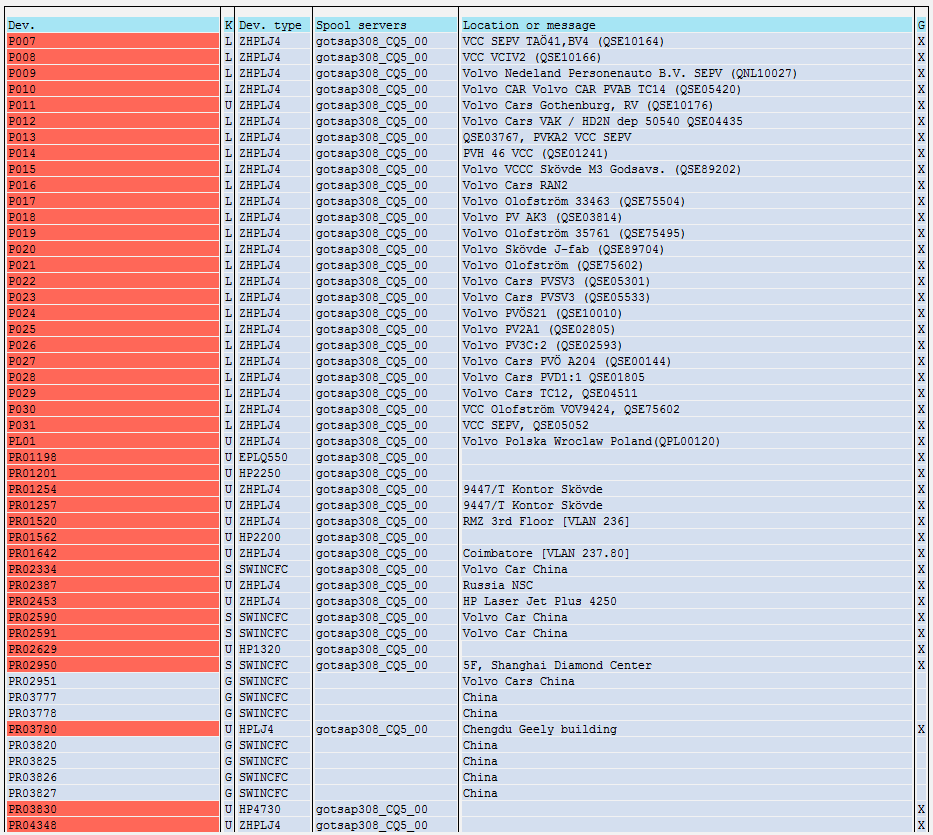 Dev. K Dev. type Spool servers Location or message G
P007 L ZHPLJ4 gotsap308_CQ5_00 VCC SEPV TAÖ41,BV4 (QSE10164) X
P008 L ZHPLJ4 gotsap308_CQ5_00 VCC VCIV2 (QSE10166) X
P009 L ZHPLJ4 gotsap308_CQ5_00 Volvo Nedeland Personenauto B.V. SEPV (QNL10027) X
P010 L ZHPLJ4 gotsap308_CQ5_00 Volvo CAR Volvo CAR PVAB TC14 (QSE05420) X
P011 U ZHPLJ4 gotsap308_CQ5_00 Volvo Cars Gothenburg, RV (QSE10176) X
P012 L ZHPLJ4 gotsap308_CQ5_00 Volvo Cars VAK / HD2N dep 50540 QSE04435 X
P013 L ZHPLJ4 gotsap308_CQ5_00 QSE03767, PVKA2 VCC SEPV X
P014 L ZHPLJ4 gotsap308_CQ5_00 PVH 46 VCC (QSE01241) X
P015 L ZHPLJ4 gotsap308_CQ5_00 Volvo VCCC Skövde M3 Godsavs. (QSE89202) X
P016 L ZHPLJ4 gotsap308_CQ5_00 Volvo Cars RAN2 X
P017 L ZHPLJ4 gotsap308_CQ5_00 Volvo Olofström 33463 (QSE75504) X
P018 L ZHPLJ4 gotsap308_CQ5_00 Volvo PV AK3 (QSE03814) X
P019 L ZHPLJ4 gotsap308_CQ5_00 Volvo Olofström 35761 (QSE75495) X
P020 L ZHPLJ4 gotsap308_CQ5_00 Volvo Skövde J-fab (QSE89704) X
P021 L ZHPLJ4 gotsap308_CQ5_00 Volvo Olofström (QSE75602) X
P022 L ZHPLJ4 gotsap308_CQ5_00 Volvo Cars PVSV3 (QSE05301) X
P023 L ZHPLJ4 gotsap308_CQ5_00 Volvo Cars PVSV3 (QSE05533) X
P024 L ZHPLJ4 gotsap308_CQ5_00 Volvo PVÖS21 (QSE10010) X
P025 L ZHPLJ4 gotsap308_CQ5_00 Volvo PV2A1 (QSE02805) X
P026 L ZHPLJ4 gotsap308_CQ5_00 Volvo PV3C:2 (QSE02593) X
P027 L ZHPLJ4 gotsap308_CQ5_00 Volvo Cars PVÖ A204 (QSE00144) X
P028 L ZHPLJ4 gotsap308_CQ5_00 Volvo Cars PVD1:1 QSE01805 X
P029 L ZHPLJ4 gotsap308_CQ5_00 Volvo Cars TC12, QSE04511 X
P030 L ZHPLJ4 gotsap308_CQ5_00 VCC Olofström VOV9424, QSE75602 X
P031 L ZHPLJ4 gotsap308_CQ5_00 VCC SEPV, QSE05052 X
PL01 U ZHPLJ4 gotsap308_CQ5_00 Volvo Polska Wroclaw Poland(QPL00120) X
PR01198 U EPLQ550 gotsap308_CQ5_00 X
PR01201 U HP2250 gotsap308_CQ5_00 X
PR01254 U ZHPLJ4 gotsap308_CQ5_00 9447/T Kontor Skövde X
PR01257 U ZHPLJ4 gotsap308_CQ5_00 9447/T Kontor Skövde X
PR01520 U ZHPLJ4 gotsap308_CQ5_00 RMZ 3rd Floor [VLAN 236] X
PR01562 U HP2200 gotsap308_CQ5_00 X
PR01642 U ZHPLJ4 gotsap308_CQ5_00 Coimbatore [VLAN 237.80] X
PR02334 S SWINCFC gotsap308_CQ5_00 Volvo Car China X
PR02387 U ZHPLJ4 gotsap308_CQ5_00 Russia NSC X
PR02453 U ZHPLJ4 gotsap308_CQ5_00 HP Laser Jet Plus 4250 X
PR02590 S SWINCFC gotsap308_CQ5_00 Volvo Car China X
PR02591 S SWINCFC gotsap308_CQ5_00 Volvo Car China X
PR02629 U HP1320 gotsap308_CQ5_00 X
PR02950 S SWINCFC gotsap308_CQ5_00 5F, Shanghai Diamond Center X
PR02951 G SWINCFC Volvo Cars China
PR03777 G SWINCFC China
PR03778 G SWINCFC China
PR03780 U HPLJ4 gotsap308_CQ5_00 Chengdu Geely building X
PR03820 G SWINCFC China
PR03825 G SWINCFC China
PR03826 G SWINCFC China
PR03827 G SWINCFC China
PR03830 U HP4730 gotsap308_CQ5_00 X
PR04348 U ZHPLJ4 gotsap308_CQ5_00 X